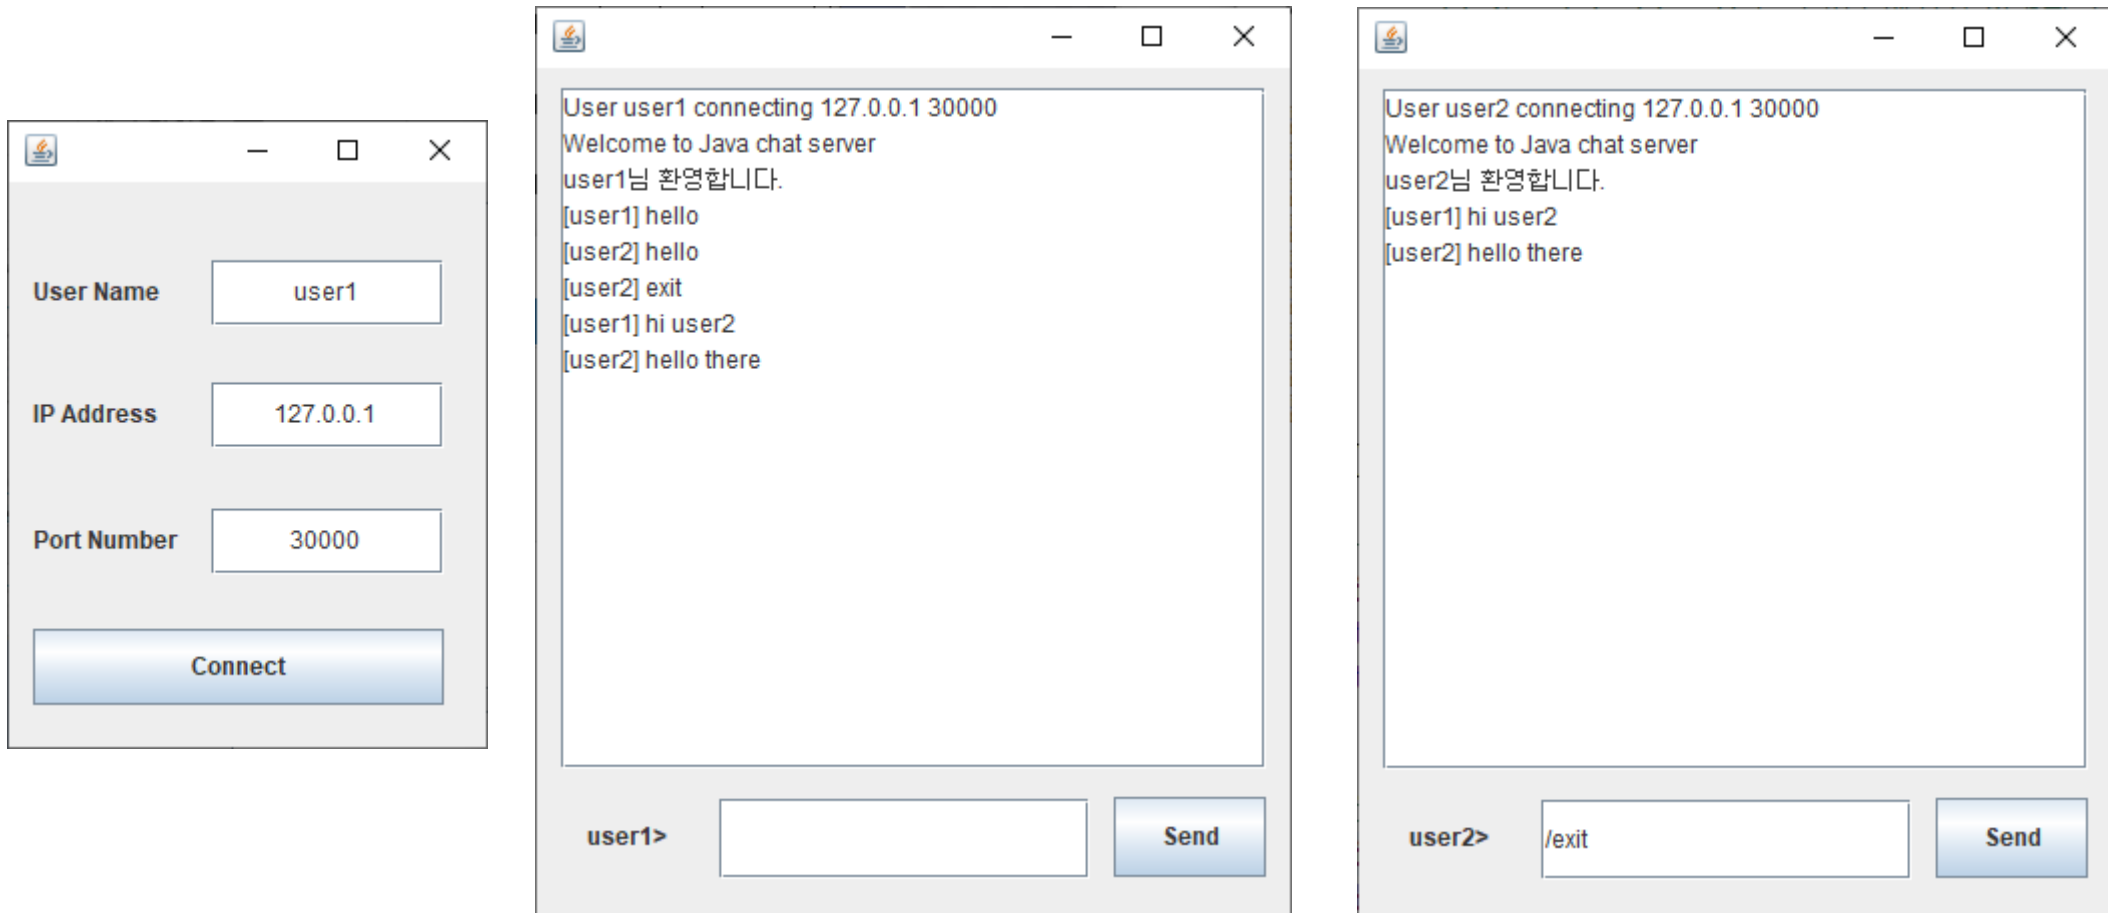 User Name
user1
IP Address
127.0.0.1
Port Number
30000
Connect
User user1 connecting 127.0.0.1 30000
Welcome to Java chat server
user1님 환영합니다.
[user1] hello
[user2] hello
[user2] exit
[user1] hi user2
[user2] hello there
user1>
Send
User user2 connecting 127.0.0.1 30000
Welcome to Java chat server
user2님 환영합니다.
[user1] hi user2
[user2] hello there
user2>
/exit
Send